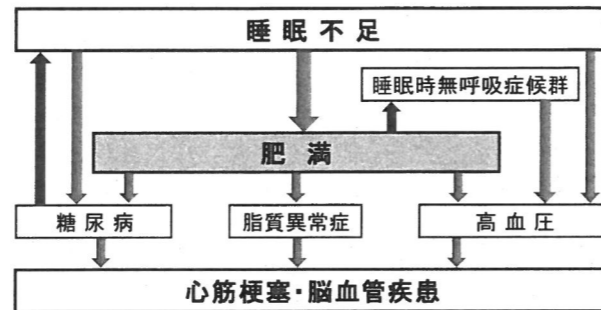 睡眠不足
睡眠時無呼吸症候群
肥満
糖尿病
脂質異常症
高血圧
心筋梗塞・脳血管疾患